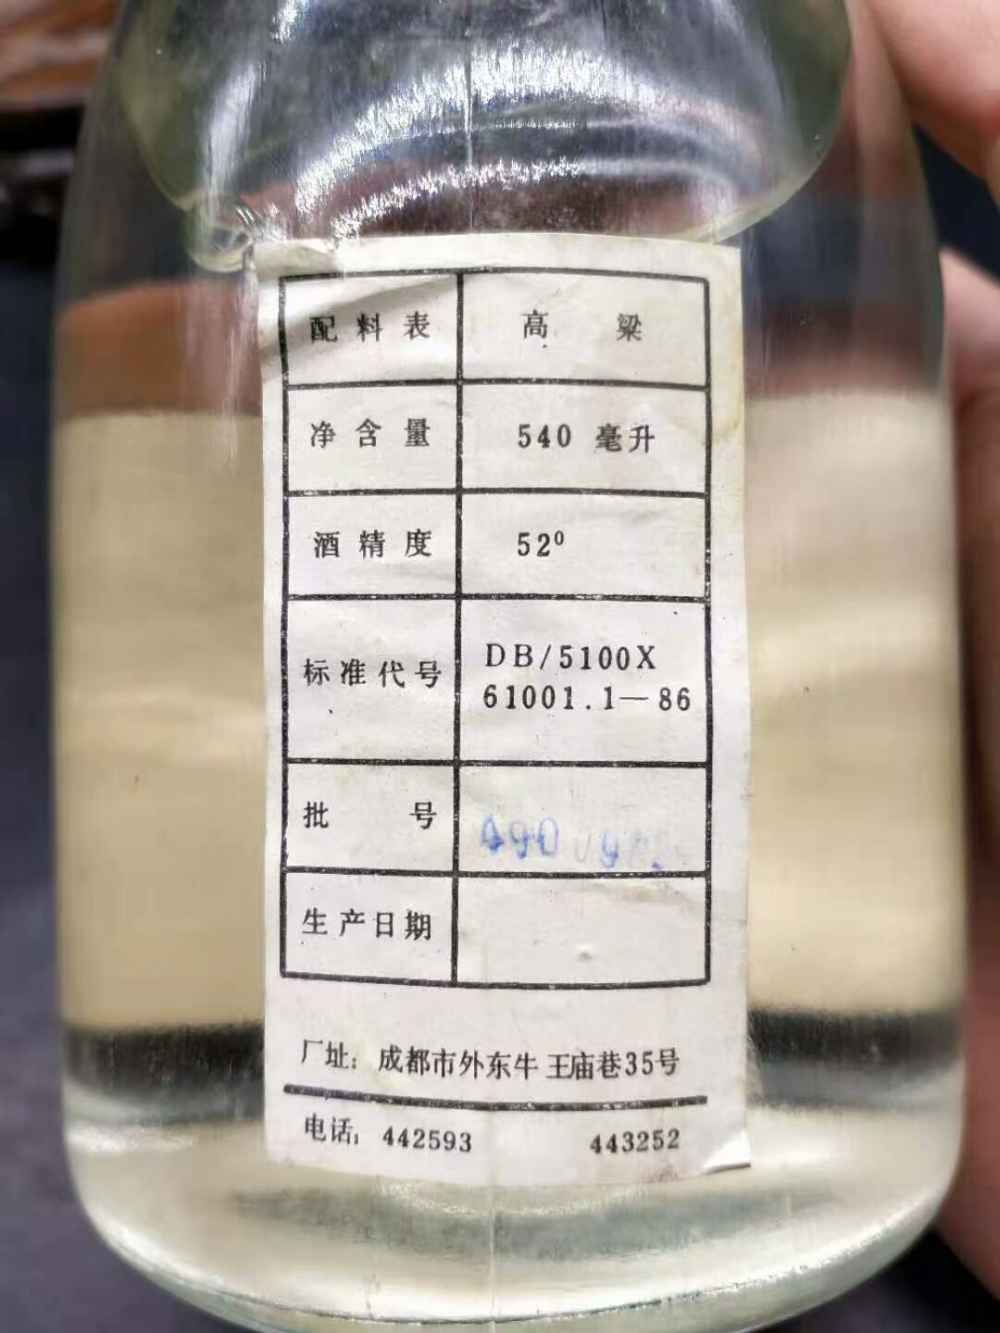 配料表 高粱
净含量 540 毫升
酒精度 52⁰
标准代号 DB/5100X
61001.1—86
批号
生产日期
厂址：成都市外东牛王庙巷35号
电话：442593 443252